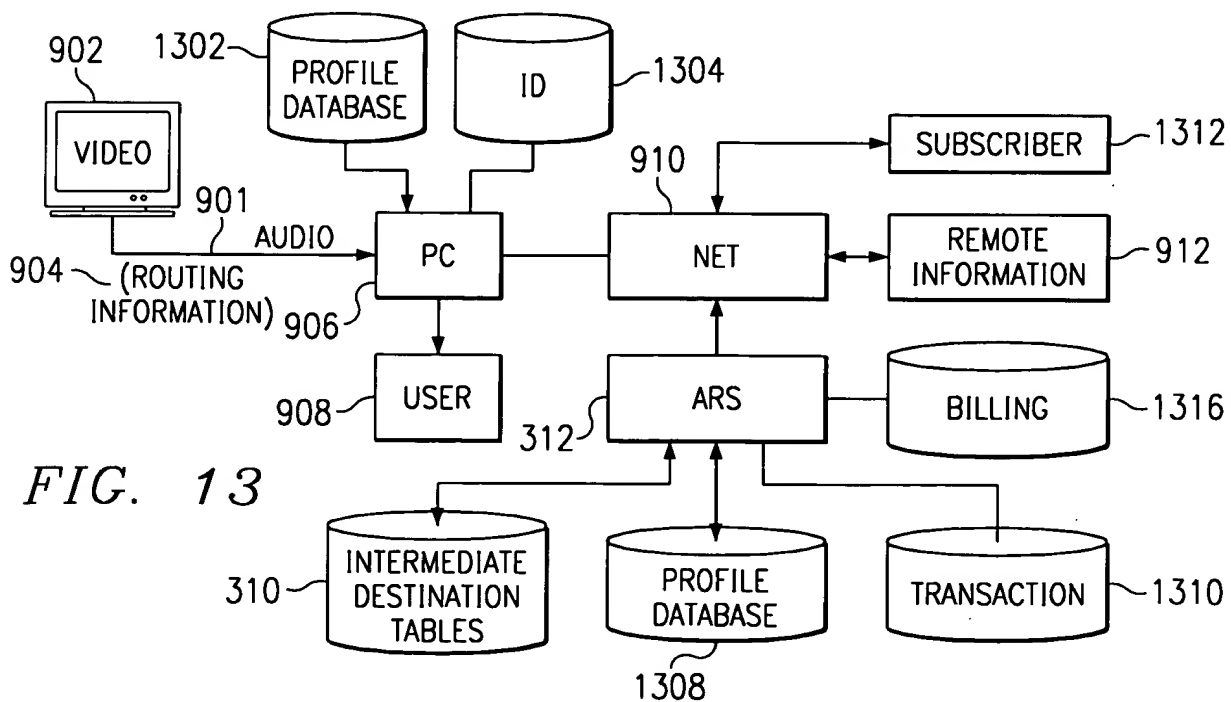 902
1302
PROFILE
DATABASE
ID
1304
VIDEO
901
AUDIO
904
(ROUTING
INFORMATION)
PC
906
910
NET
SUBSCRIBER
1312
REMOTE
INFORMATION
912
USER
908
ARS
312
BILLING
1316
FIG. 13
INTERMEDIATE
DESTINATION
TABLES
310
PROFILE
DATABASE
1308
TRANSACTION
1310